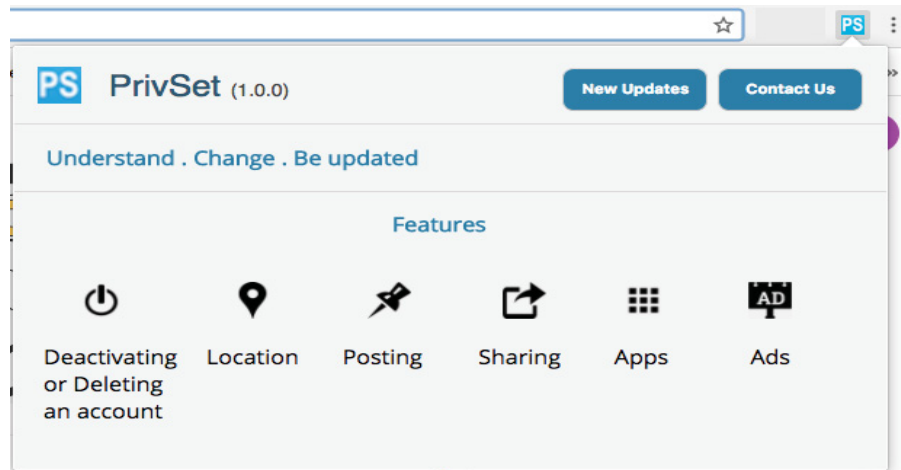 PS
PS PrivSet (1.0.0) New Updates Contact Us
Understand . Change . Be updated
Features
AD
Deactivating Location Posting Sharing Apps Ads
or Deleting
an account